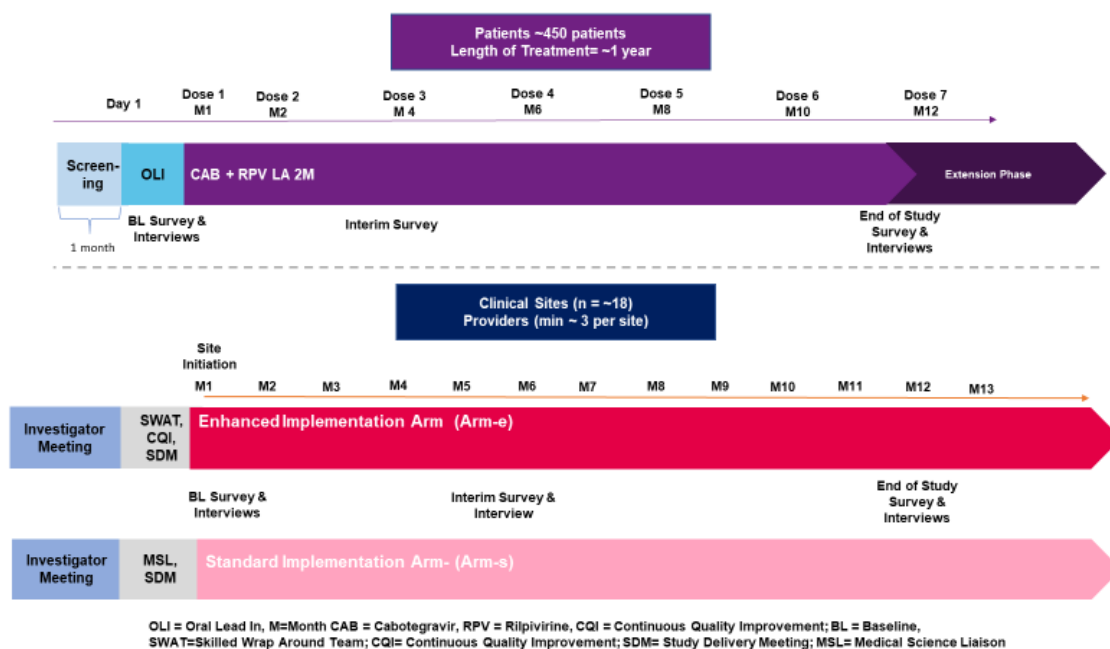 Patients ~450 patients
Length of Treatment= ~1 year
Day 1
Dose 1
M1
Dose 2
M2
Dose 3
M 4
Dose 4
M6
Dose 5
M8
Dose 6
M10
Dose 7
M12
Screen-
ing
OLI
CAB + RPV LA 2M
Extension Phase
1 month
BL Survey &
Interviews
Interim Survey
End of Study
Survey &
Interviews
Clinical Sites (n = ~18)
Providers (min ~ 3 per site)
Site
Initiation
M1 M2 M3 M4 M5 M6 M7 M8 M9 M10 M11 M12 M13
Investigator
Meeting
SWAT,
CQI,
SDM
Enhanced Implementation Arm (Arm-e)
BL Survey &
Interviews
Interim Survey &
Interview
End of Study
Survey &
Interviews
Investigator
Meeting
MSL,
SDM
Standard Implementation Arm- (Arm-s)
OLI = Oral Lead In, M=Month CAB = Cabotegravir, RPV = Rilpivirine, CQI = Continuous Quality Improvement; BL = Baseline,
SWAT=Skilled Wrap Around Team; CQI= Continuous Quality Improvement; SDM= Study Delivery Meeting; MSL= Medical Science Liaison